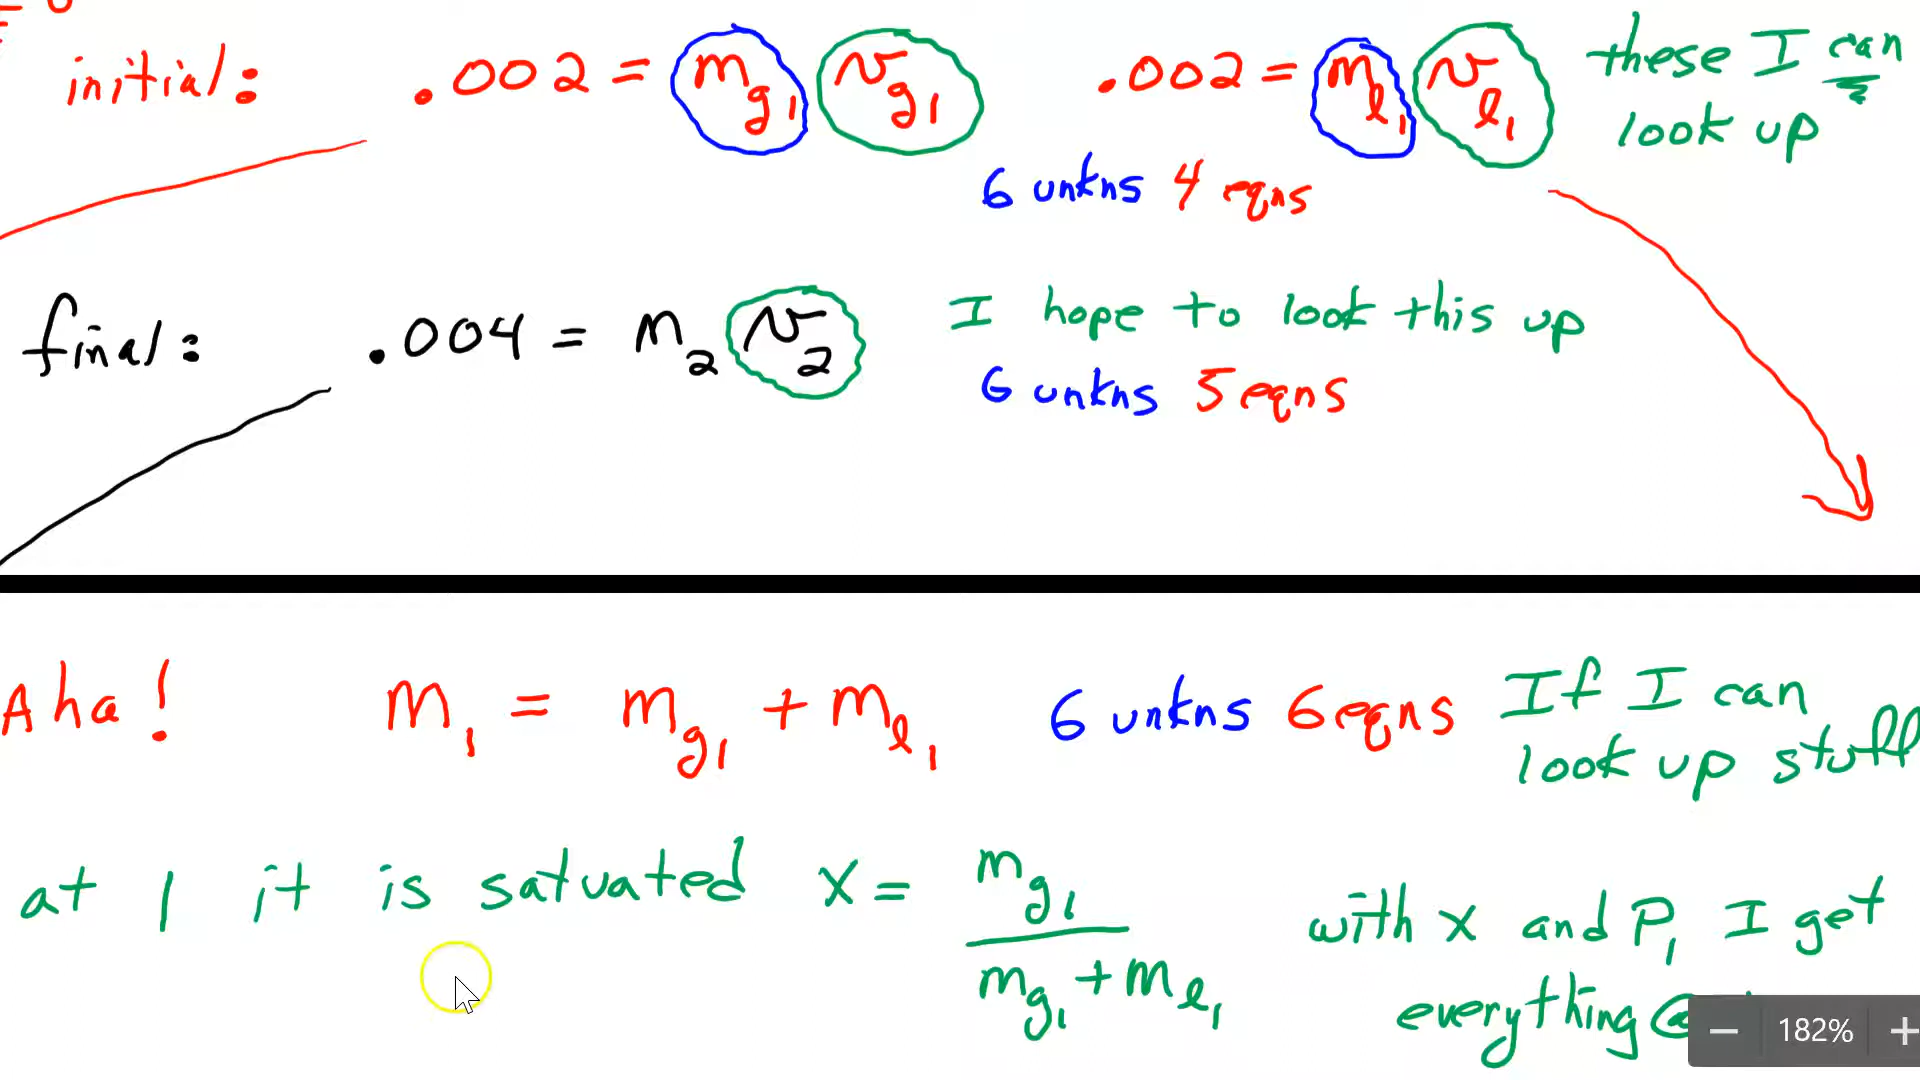 initial: .002 = m_g1 v_g1 .002 = m_l1 v_l1 these I can
look up
6 unkns 4 eqns
final: .004 = m_2 v_2 I hope to look this up
6 unkns 5 eqns
Aha! m_1 = m_g1 + m_l1 6 unkns 6 eqns If I can
look up stuff
at 1 it is satuated x = m_g1 / m_g1 + m_l1 with x and P_1 I get
everything @
182%